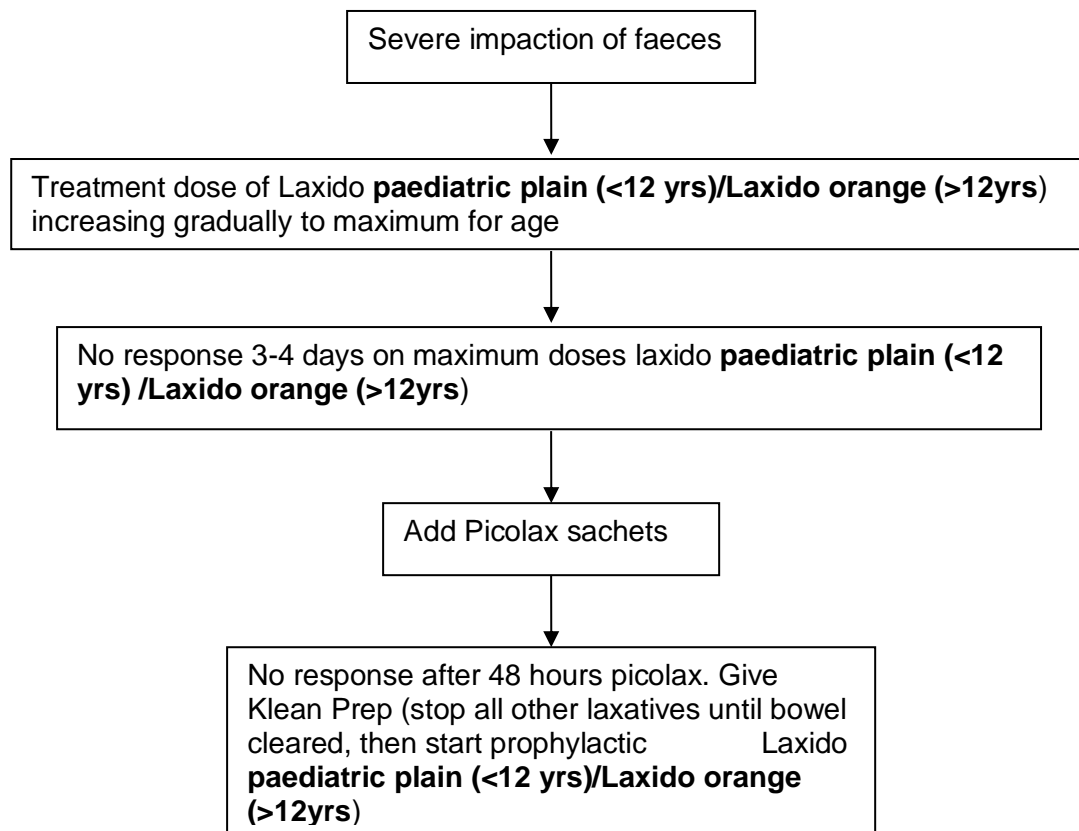 Severe impaction of faeces
Treatment dose of Laxido paediatric plain (<12 yrs)/Laxido orange (>12yrs)
increasing gradually to maximum for age
No response 3-4 days on maximum doses laxido paediatric plain (<12
yrs) /Laxido orange (>12yrs)
Add Picolax sachets
No response after 48 hours picolax. Give
Klean Prep (stop all other laxatives until bowel
cleared, then start prophylactic Laxido
paediatric plain (<12 yrs)/Laxido orange
(>12yrs)